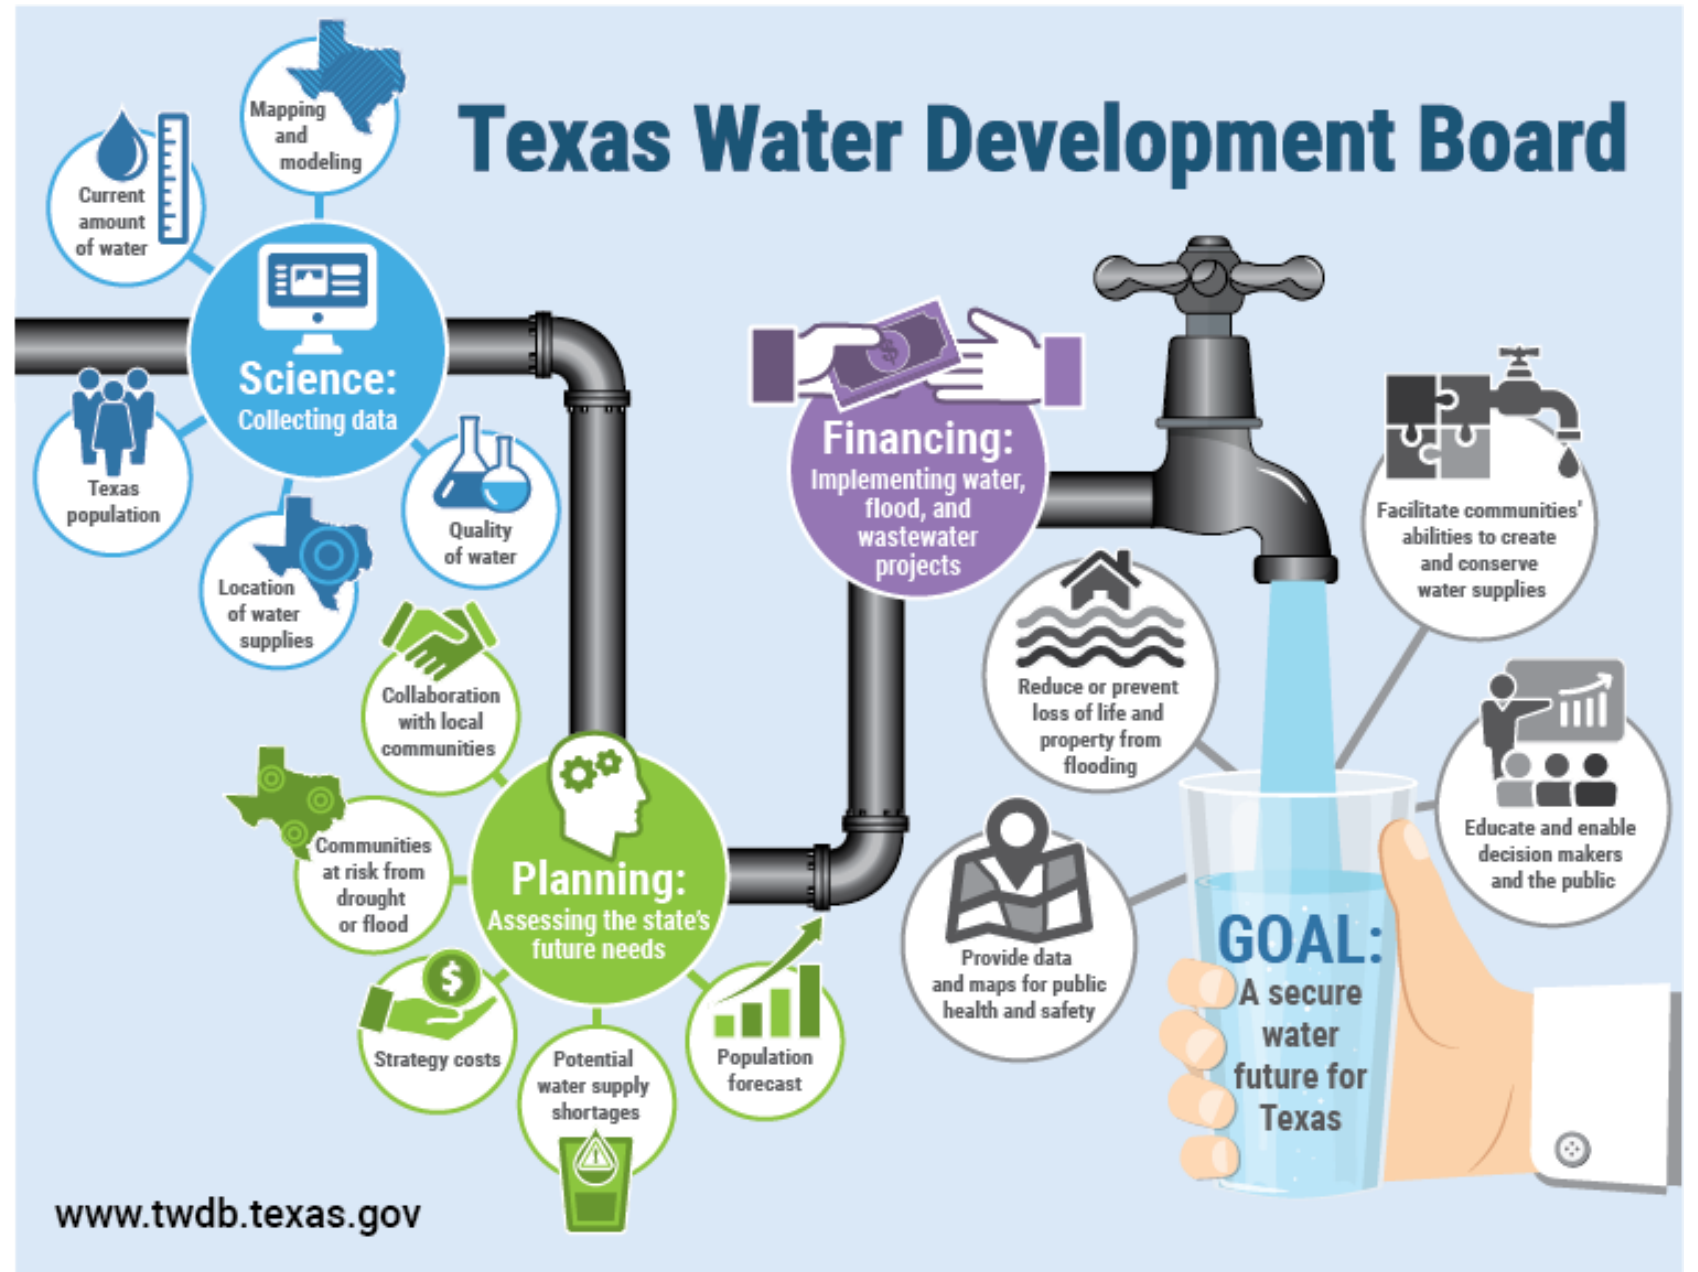 Texas Water Development Board
Mapping
and
modeling
Current
amount
of water
Science:
Collecting data
Texas
population
Quality
of water
Location
of water
supplies
Collaboration
with local
communities
Communities
at risk from
drought
or flood
Planning:
Assessing the state's
future needs
Strategy costs
$
Potential
water supply
shortages
!
Population
forecast
$
Financing:
Implementing water,
flood, and
wastewater
projects
Facilitate communities'
abilities to create
and conserve
water supplies
Reduce or prevent
loss of life and
property from
flooding
Educate and enable
decision makers
and the public
Provide data
and maps for public
health and safety
GOAL:
A secure
water
future for
Texas
www.twdb.texas.gov